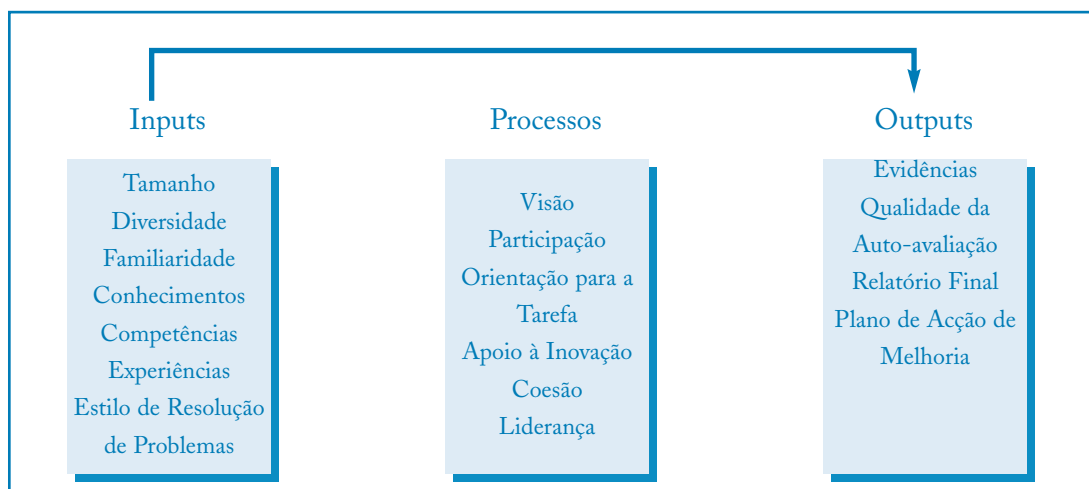 Inputs
Tamanho
Diversidade
Familiaridade
Conhecimentos
Competências
Experiências
Estilo de Resolução
de Problemas
Processos
Visão
Participação
Orientação para a
Tarefa
Apoio à Inovação
Coesão
Liderança
Outputs
Evidências
Qualidade da
Auto-avaliação
Relatório Final
Plano de Acção de
Melhoria